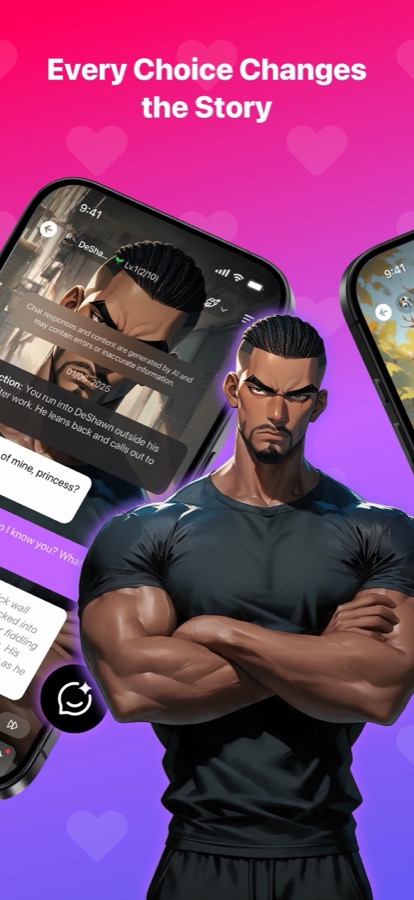 Every Choice Changes
the Story
9:41
DeSha...
Lv1(2/10)
Chat responses and content are generated by AI and
may contain errors or inaccurate information.
01/06/2025
ction: You run into DeShawn outside his
work. He leans back and calls out to
of mine, princess?
o I know you?
ck wall
cked into
fiddling
His
as he
9:41